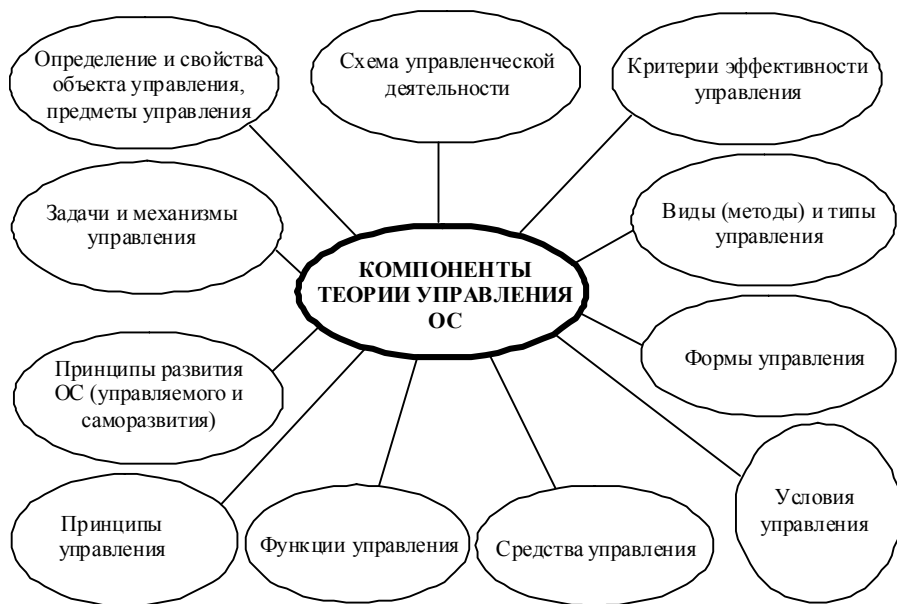 Определение и свойства
объекта управления,
предметы управления
Схема управленческой
деятельности
Критерии эффективности
управления
Задачи и механизмы
управления
Виды (методы) и типы
управления
КОМПОНЕНТЫ
ТЕОРИИ УПРАВЛЕНИЯ
ОС
Принципы развития
ОС (управляемого и
саморазвития)
Формы управления
Принципы
управления
Функции управления
Средства управления
Условия
управления